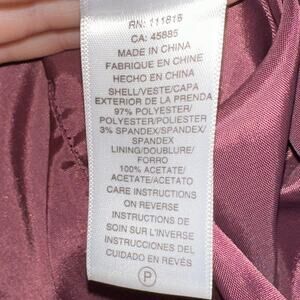 RN: 111818
CA: 45885
MADE IN CHINA
FABRIQUE EN CHINE
HECHO EN CHINA
SHELL/VESTE/CAPA
EXTERIOR DE LA PRENDA
97% POLYESTER/
POLYESTER/POLIESTER
3% SPANDEX/SPANDEX/
SPANDEX
LINING/DOUBLURE/
FORRO
100% ACETATE/
ACETATE/ACETATO
CARE INSTRUCTIONS
ON REVERSE
INSTRUCTIONS DE
SOIN SUR L'INVERSE
INSTRUCCIONES DEL
CUIDADO EN REVÉS
P